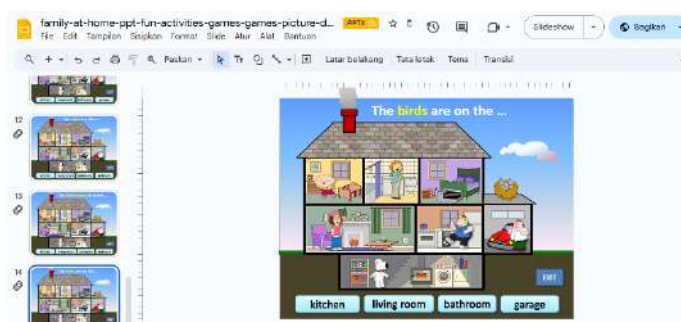 family-at-home-ppt-fun-activities-games-games-picture-d... .PPTX
File Edit Tampilan Sisipkan Format Slide Atur Alat Bantuan
Slideshow
Bagikan
Paskan
Latar belakang Tata letak Tema Transisi
12
13
14
The birds are on the ...
EXIT
kitchen living room bathroom garage